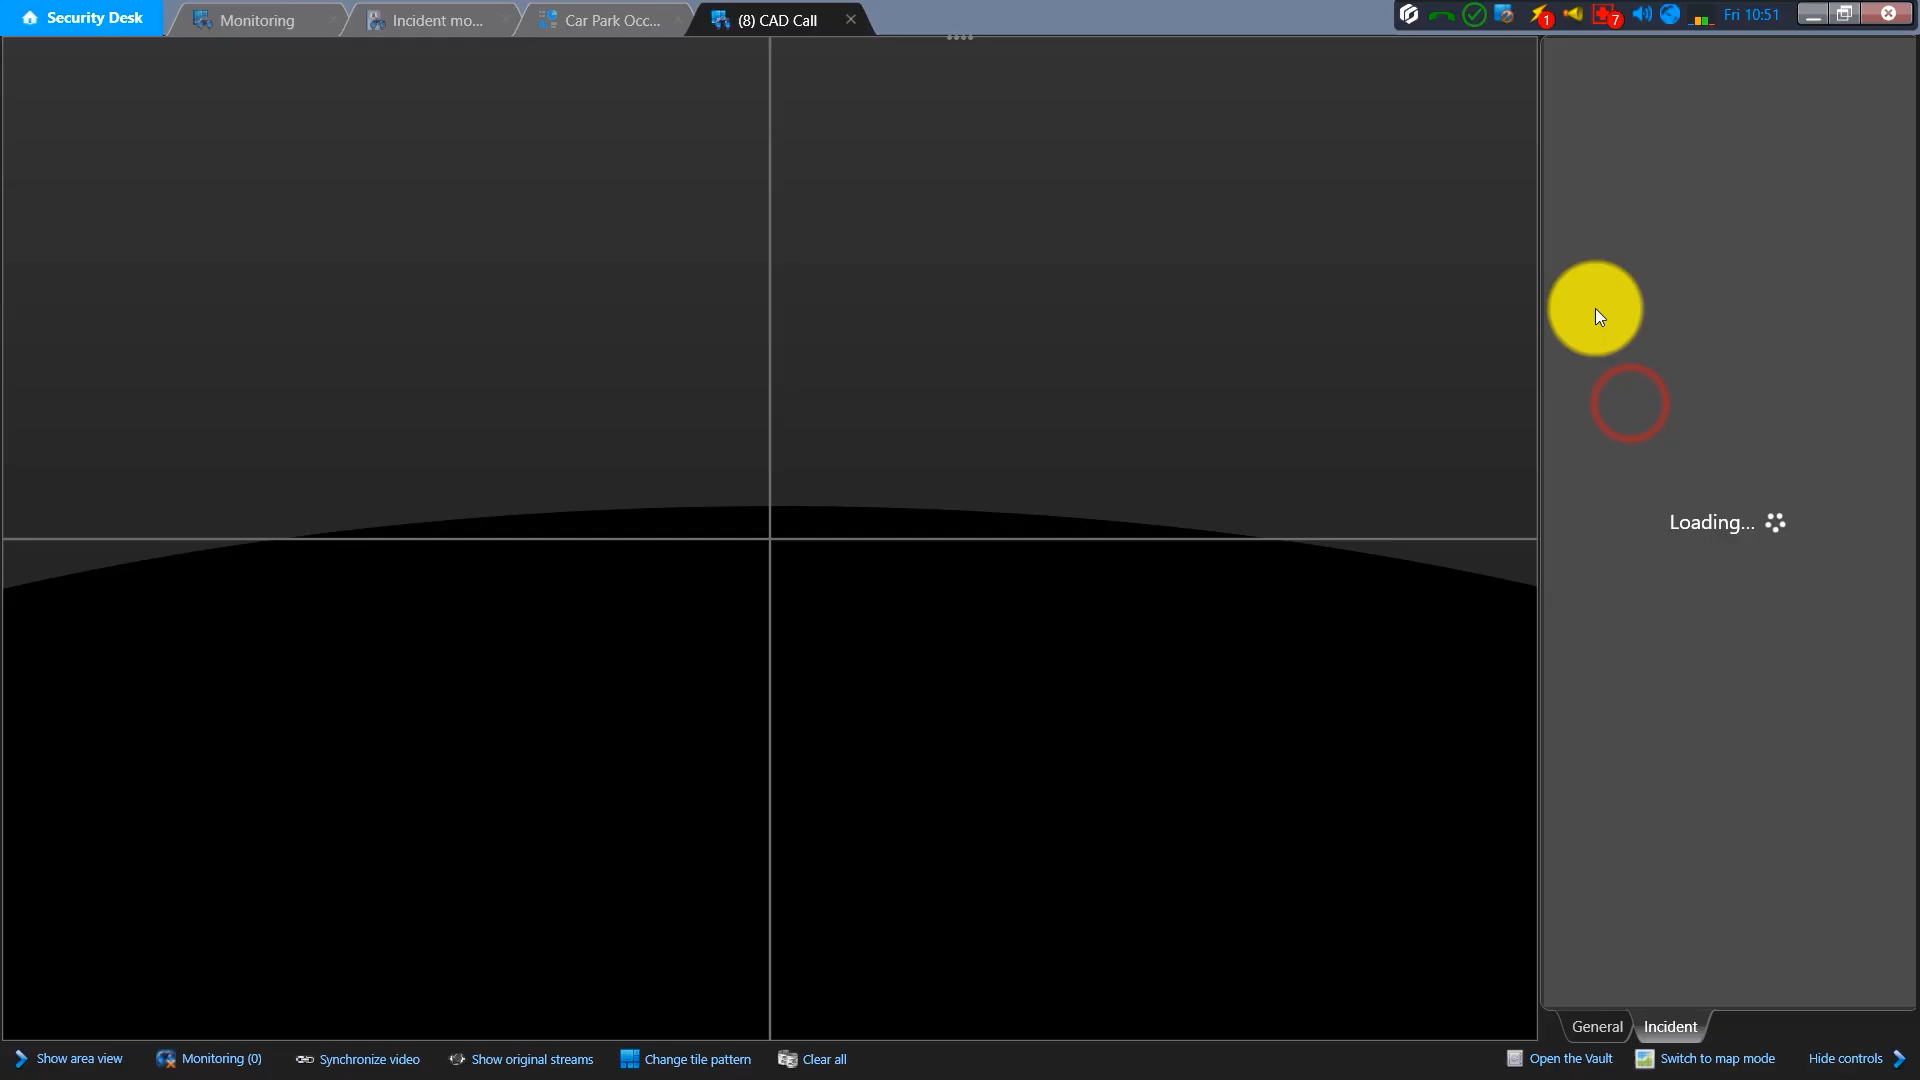 Security Desk
Monitoring
Incident mo...
Car Park Occ...
(8) CAD Call
1
7
Fri 10:51
Loading...
General
Incident
Show area view
Monitoring (0)
Synchronize video
Show original streams
Change tile pattern
Clear all
Open the Vault
Switch to map mode
Hide controls